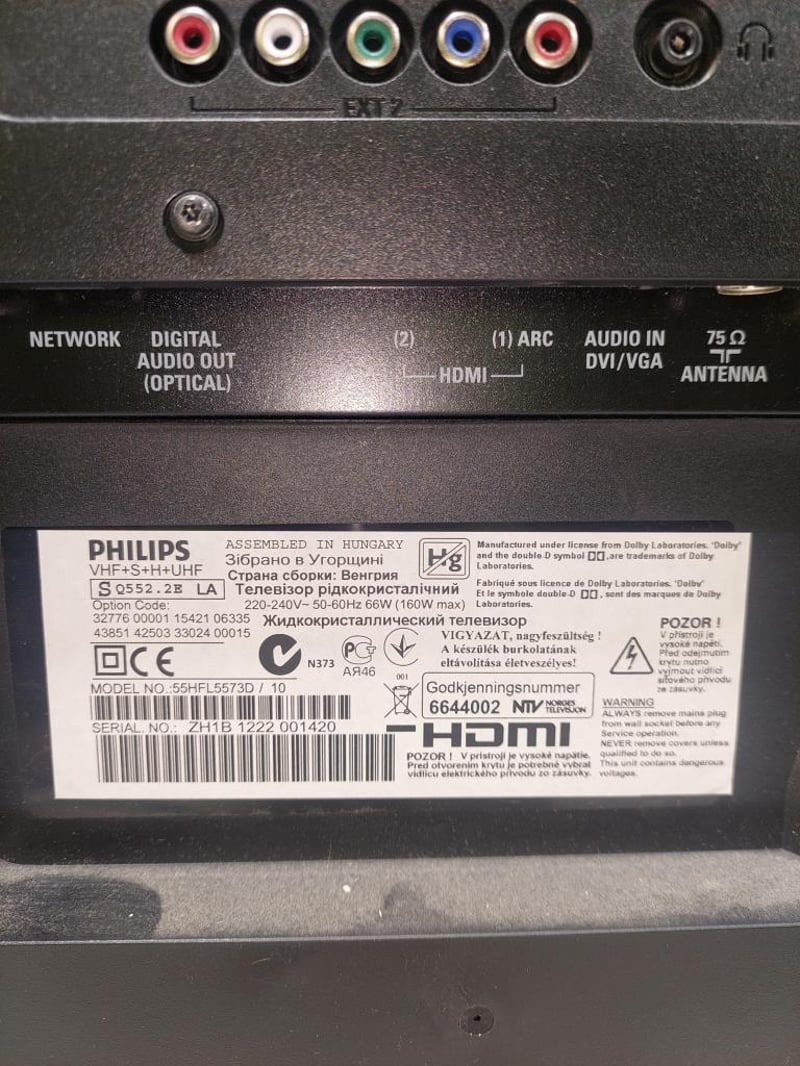 EXT 2
NETWORK
DIGITAL
AUDIO OUT
(OPTICAL)
(2)
(1) ARC
HDMI
AUDIO IN
DVI/VGA
75 Ω
ANTENNA
PHILIPS
VHF+S+H+UHF
S Q552.2E LA
Option Code:
32776 00001 15421 06335
43851 42503 33024 00015
ASSEMBLED IN HUNGARY
Зібрано в Угорщині
Страна сборки: Венгрия
Телевізор рідкокристалічний
220-240V~ 50-60Hz 66W (160W max)
Жидкокристаллический телевизор
Hg
Manufactured under license from Dolby Laboratories. "Dolby"
and the double-D symbol, are trademarks of Dolby
Laboratories.
Fabriqué sous licence de Dolby Laboratories. "Dolby"
Et le symbole double-D, sont des marques de Dolby
Laboratories.
CE
N373
РСТ
АЯ46
001
VIGYAZAT, nagyfeszültség !
A készülék burkolatának
eltávolítása életveszélyes!
POZOR !
V přístroji je
vysoké napětí.
Před odejmutím
krytu nutno
vyjmout vidlici
síťového přívodu
ze zásuvky.
MODEL NO.:55HFL5573D / 10
SERIAL. NO.: ZH1B 1222 001420
Godkjenningsnummer
6644002 NTV NORGES
TELEVISJON
HDMI
POZOR ! V pristroji je vysoké napätie.
Pred otvorením krytu je potrebné vybrať
vidlicu elektrického přívodu zo zásuvky.
WARNING
ALWAYS remove mains plug
from wall socket before any
Service operation.
NEVER remove covers unless
qualified to do so.
This unit contains dangerous
voltages.